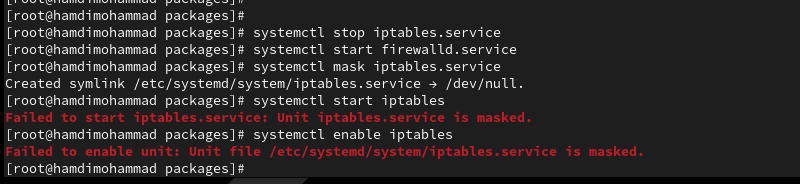 [root@hamdimohammad packages]#
[root@hamdimohammad packages]#
[root@hamdimohammad packages]# systemctl stop iptables.service
[root@hamdimohammad packages]# systemctl start firewalld.service
[root@hamdimohammad packages]# systemctl mask iptables.service
Created symlink /etc/systemd/system/iptables.service → /dev/null.
[root@hamdimohammad packages]# systemctl start iptables
Failed to start iptables.service: Unit iptables.service is masked.
[root@hamdimohammad packages]# systemctl enable iptables
Failed to enable unit: Unit file /etc/systemd/system/iptables.service is masked.
[root@hamdimohammad packages]#